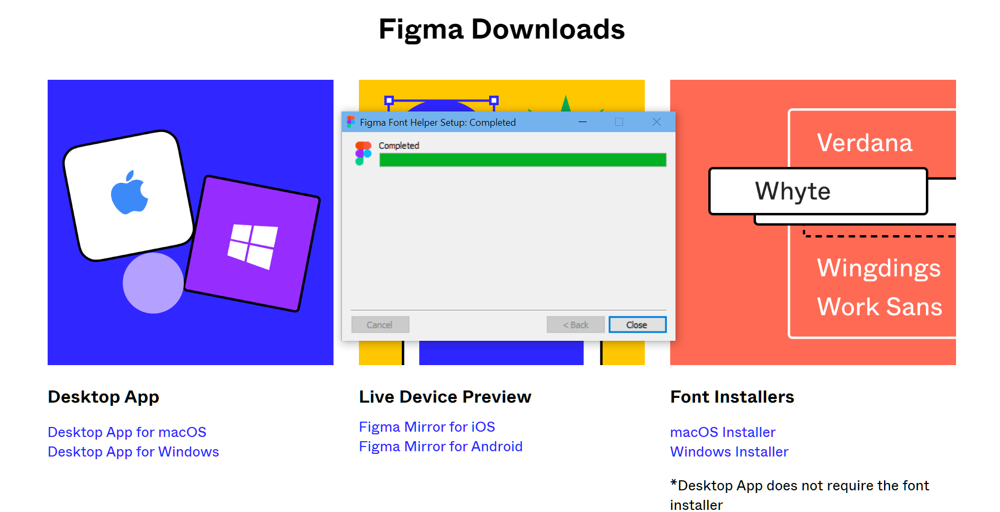 Figma Downloads
Figma Font Helper Setup: Completed
Completed
Cancel
< Back
Close
Verdana
Whyte
Wingdings
Work Sans
Desktop App
Desktop App for macOS
Desktop App for Windows
Live Device Preview
Figma Mirror for iOS
Figma Mirror for Android
Font Installers
macOS Installer
Windows Installer
*Desktop App does not require the font
installer